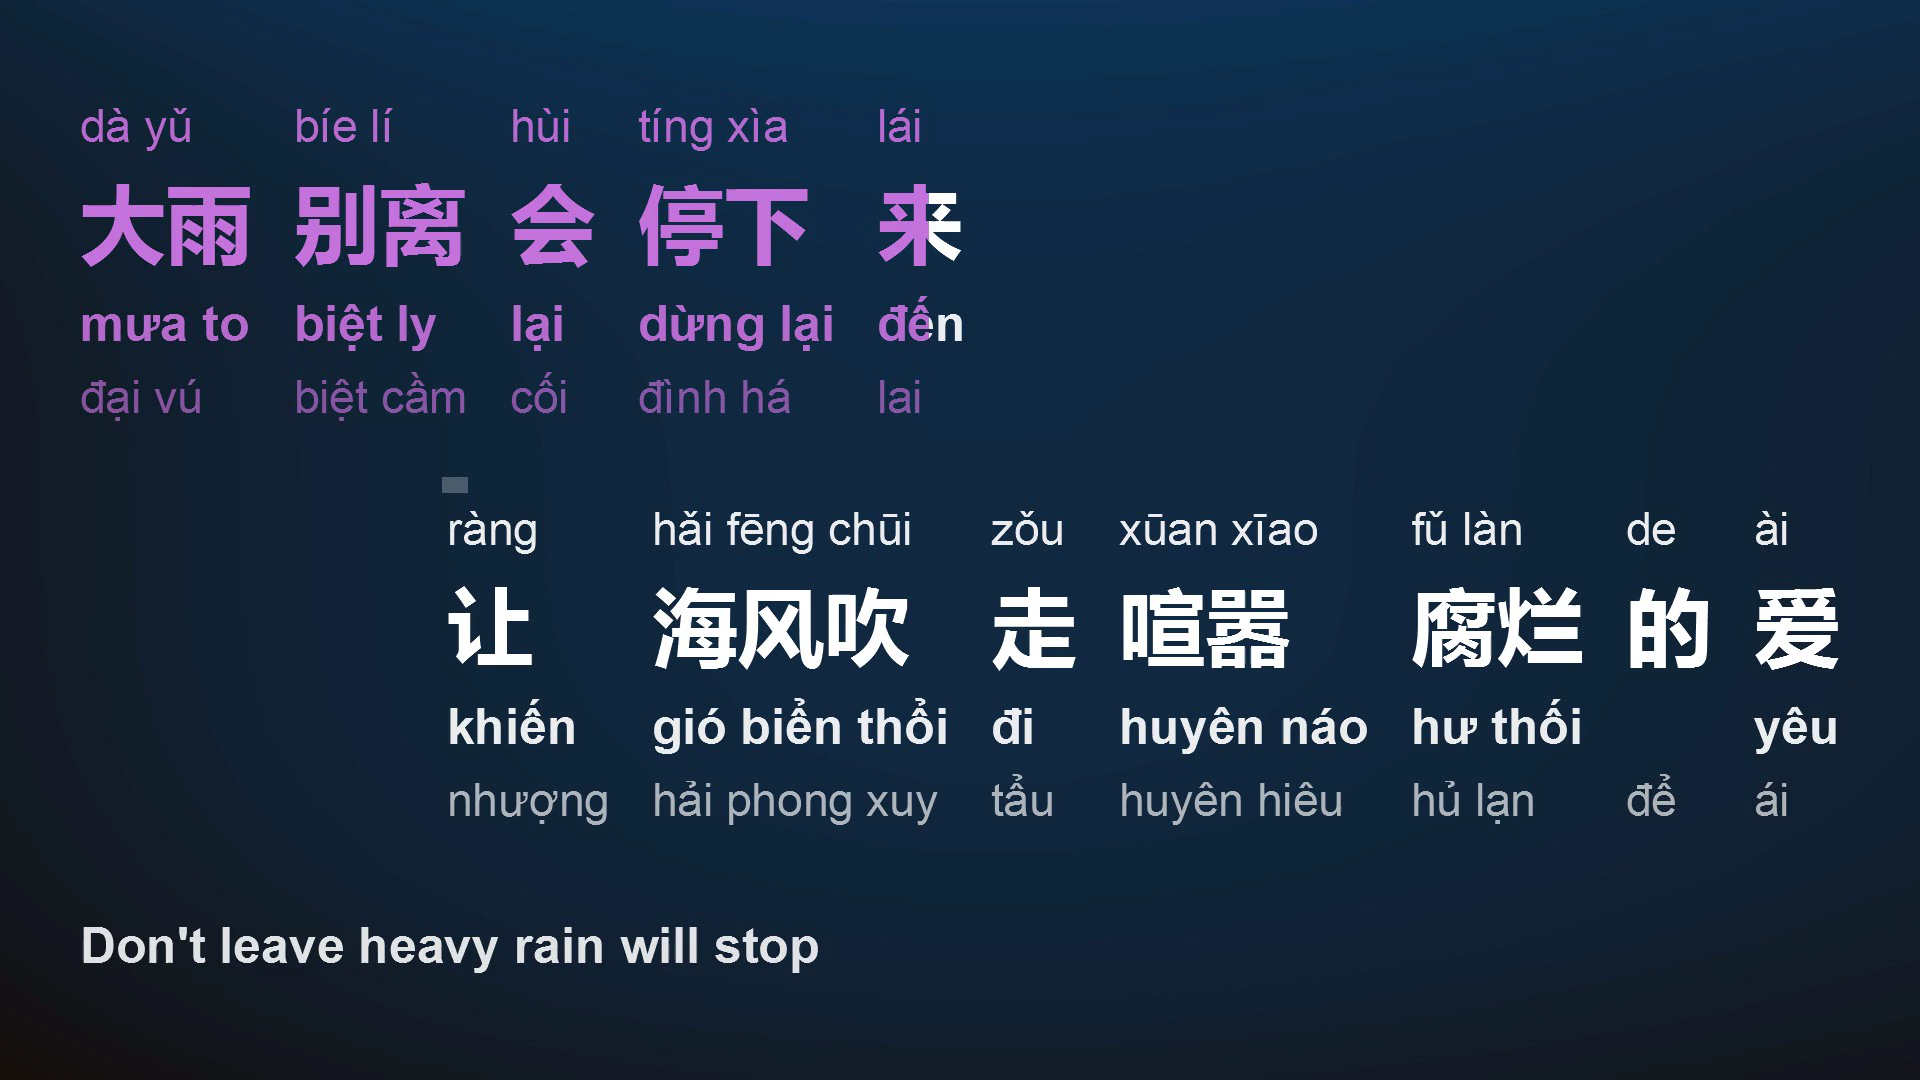 dà yǔ bíe lí hùi tíng xìa lái
大雨 别离 会 停下 来
mưa to biệt ly lại dừng lại đến
đại vú biệt cầm cối đình há lai
ràng hǎi fēng chūi zǒu xūan xīao fǔ làn de ài
让 海风吹 走 喧嚣 腐烂 的 爱
khiến gió biển thổi đi huyên náo hư thối yêu
nhượng hải phong xuy tẩu huyên hiêu hủ lạn để ái
Don't leave heavy rain will stop